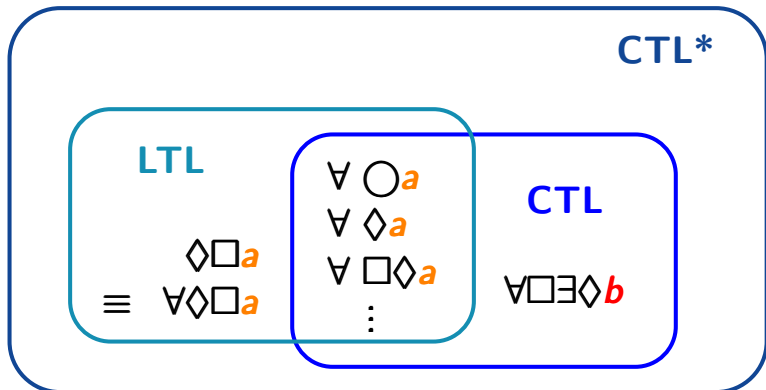 CTL*
LTL
◇□a
≡ ∀◇□a
∀ ○a
∀ ◇a
∀ □◇a
⋮
CTL
∀□∃◇b